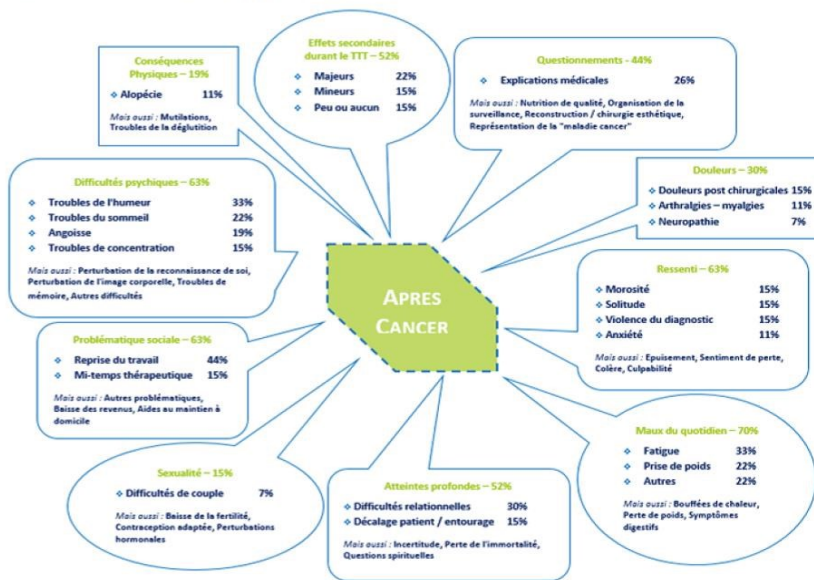 Conséquences
Physiques – 19%
❖ Alopécie 11%
Mais aussi : Mutilations,
Troubles de la déglutition
Effets secondaires
durant le TTT – 52%
❖ Majeurs 22%
❖ Mineurs 15%
❖ Peu ou aucun 15%
Questionnements - 44%
❖ Explications médicales 26%
Mais aussi : Nutrition de qualité, Organisation de la
surveillance, Reconstruction / chirurgie esthétique,
Représentation de la "maladie cancer"
Difficultés psychiques – 63%
❖ Troubles de l'humeur 33%
❖ Troubles du sommeil 22%
❖ Angoisse 19%
❖ Troubles de concentration 15%
Mais aussi : Perturbation de la reconnaissance de soi,
Perturbation de l'image corporelle, Troubles de
mémoire, Autres difficultés
Douleurs – 30%
❖ Douleurs post chirurgicales 15%
❖ Arthralgies – myalgies 11%
❖ Neuropathie 7%
APRES
CANCER
Ressenti – 63%
❖ Morosité 15%
❖ Solitude 15%
❖ Violence du diagnostic 15%
❖ Anxiété 11%
Mais aussi : Epuisement, Sentiment de perte,
Colère, Culpabilité
Problématique sociale – 63%
❖ Reprise du travail 44%
❖ Mi-temps thérapeutique 15%
Mais aussi : Autres problématiques,
Baisse des revenus, Aides au maintien à
domicile
Maux du quotidien – 70%
❖ Fatigue 33%
❖ Prise de poids 22%
❖ Autres 22%
Mais aussi : Bouffées de chaleur,
Perte de poids, Symptômes
digestifs
Sexualité – 15%
❖ Difficultés de couple 7%
Mais aussi : Baisse de la fertilité,
Contraception adaptée, Perturbations
hormonales
Atteintes profondes – 52%
❖ Difficultés relationnelles 30%
❖ Décalage patient / entourage 15%
Mais aussi : Incertitude, Perte de l'immortalité,
Questions spirituelles